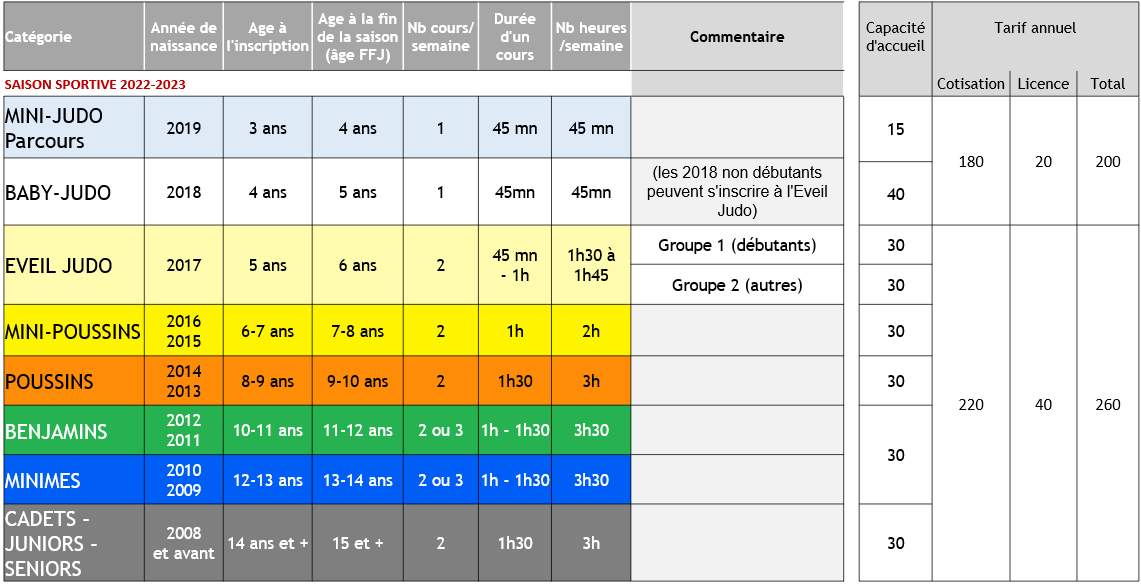 Catégorie
Année de
naissance
Age à
l'inscription
Age à la fin
de la saison
(âge FFJ)
Nb cours/
semaine
Durée
d'un
cours
Nb heures
/semaine
Commentaire
Capacité
d'accueil
Tarif annuel
SAISON SPORTIVE 2022-2023
Cotisation
Licence
Total
MINI-JUDO
Parcours
2019
3 ans
4 ans
1
45 mn
45 mn
15
180
20
200
BABY-JUDO
2018
4 ans
5 ans
1
45mn
45mn
(les 2018 non débutants
peuvent s'inscrire à l'Eveil
Judo)
40
EVEIL JUDO
2017
5 ans
6 ans
2
45 mn
- 1h
1h30 à
1h45
Groupe 1 (débutants)
30
Groupe 2 (autres)
30
MINI-POUSSINS
2016
2015
6-7 ans
7-8 ans
2
1h
2h
30
POUSSINS
2014
2013
8-9 ans
9-10 ans
2
1h30
3h
30
220
40
260
BENJAMINS
2012
2011
10-11 ans
11-12 ans
2 ou 3
1h - 1h30
3h30
30
MINIMES
2010
2009
12-13 ans
13-14 ans
2 ou 3
1h - 1h30
3h30
CADETS -
JUNIORS -
SENIORS
2008
et avant
14 ans et +
15 et +
2
1h30
3h
30